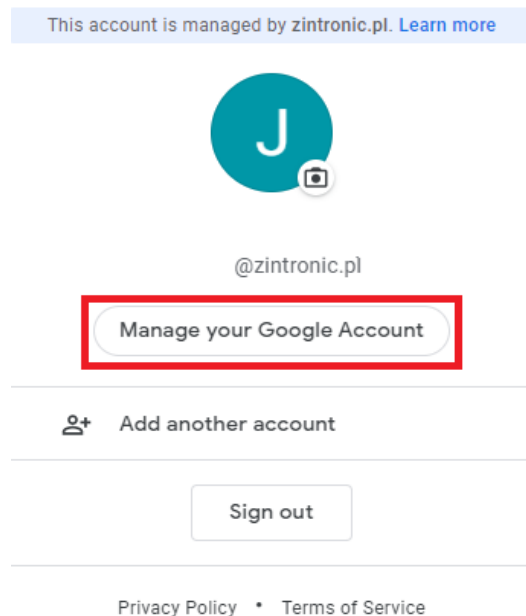 This account is managed by zintronic.pl. Learn more
J
@zintronic.pl
Manage your Google Account
Add another account
Sign out
Privacy Policy • Terms of Service